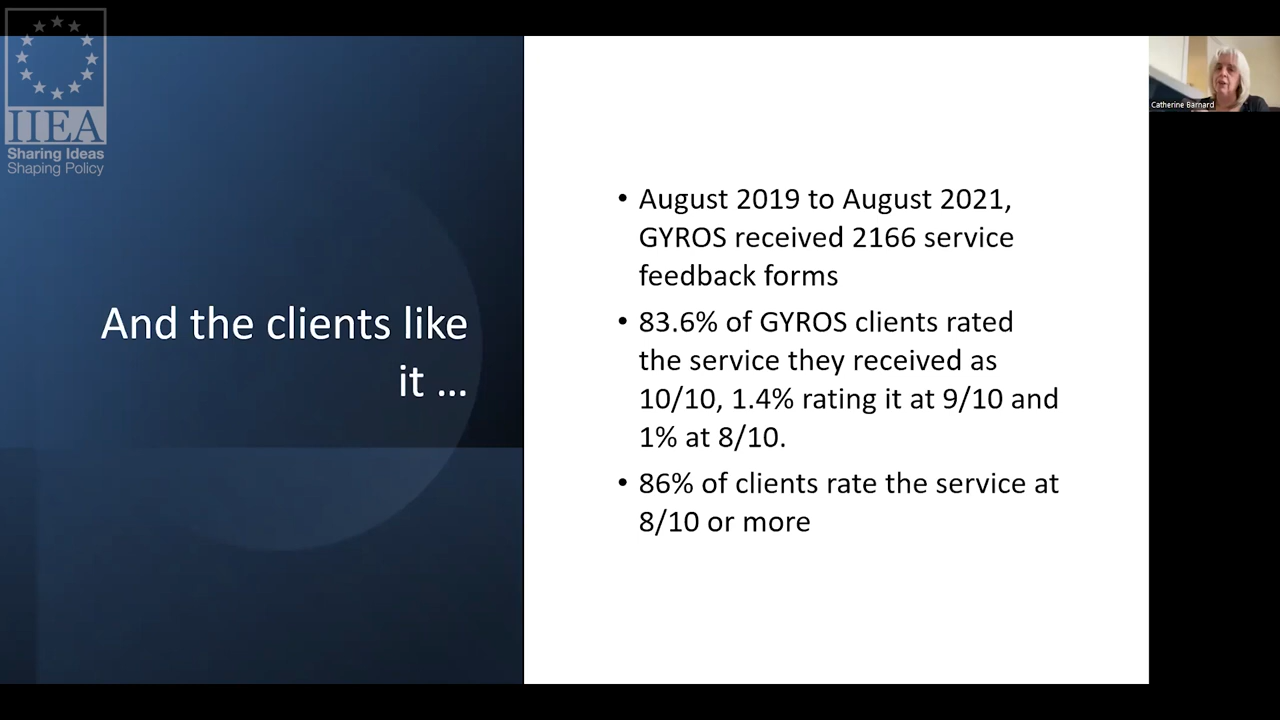 IIEA
Sharing Ideas
Shaping Policy
And the clients like
it ...
• August 2019 to August 2021,
GYROS received 2166 service
feedback forms
• 83.6% of GYROS clients rated
the service they received as
10/10, 1.4% rating it at 9/10 and
1% at 8/10.
• 86% of clients rate the service at
8/10 or more
Catherine Barnard